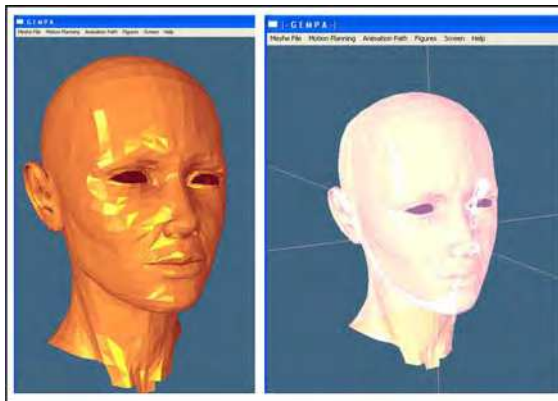 GEMPA
Meshe File Motion Planning Animation Path Figures Screen Help
|-GEMPA-|
Meshe File Motion Planning Animation Path Figures Screen Help